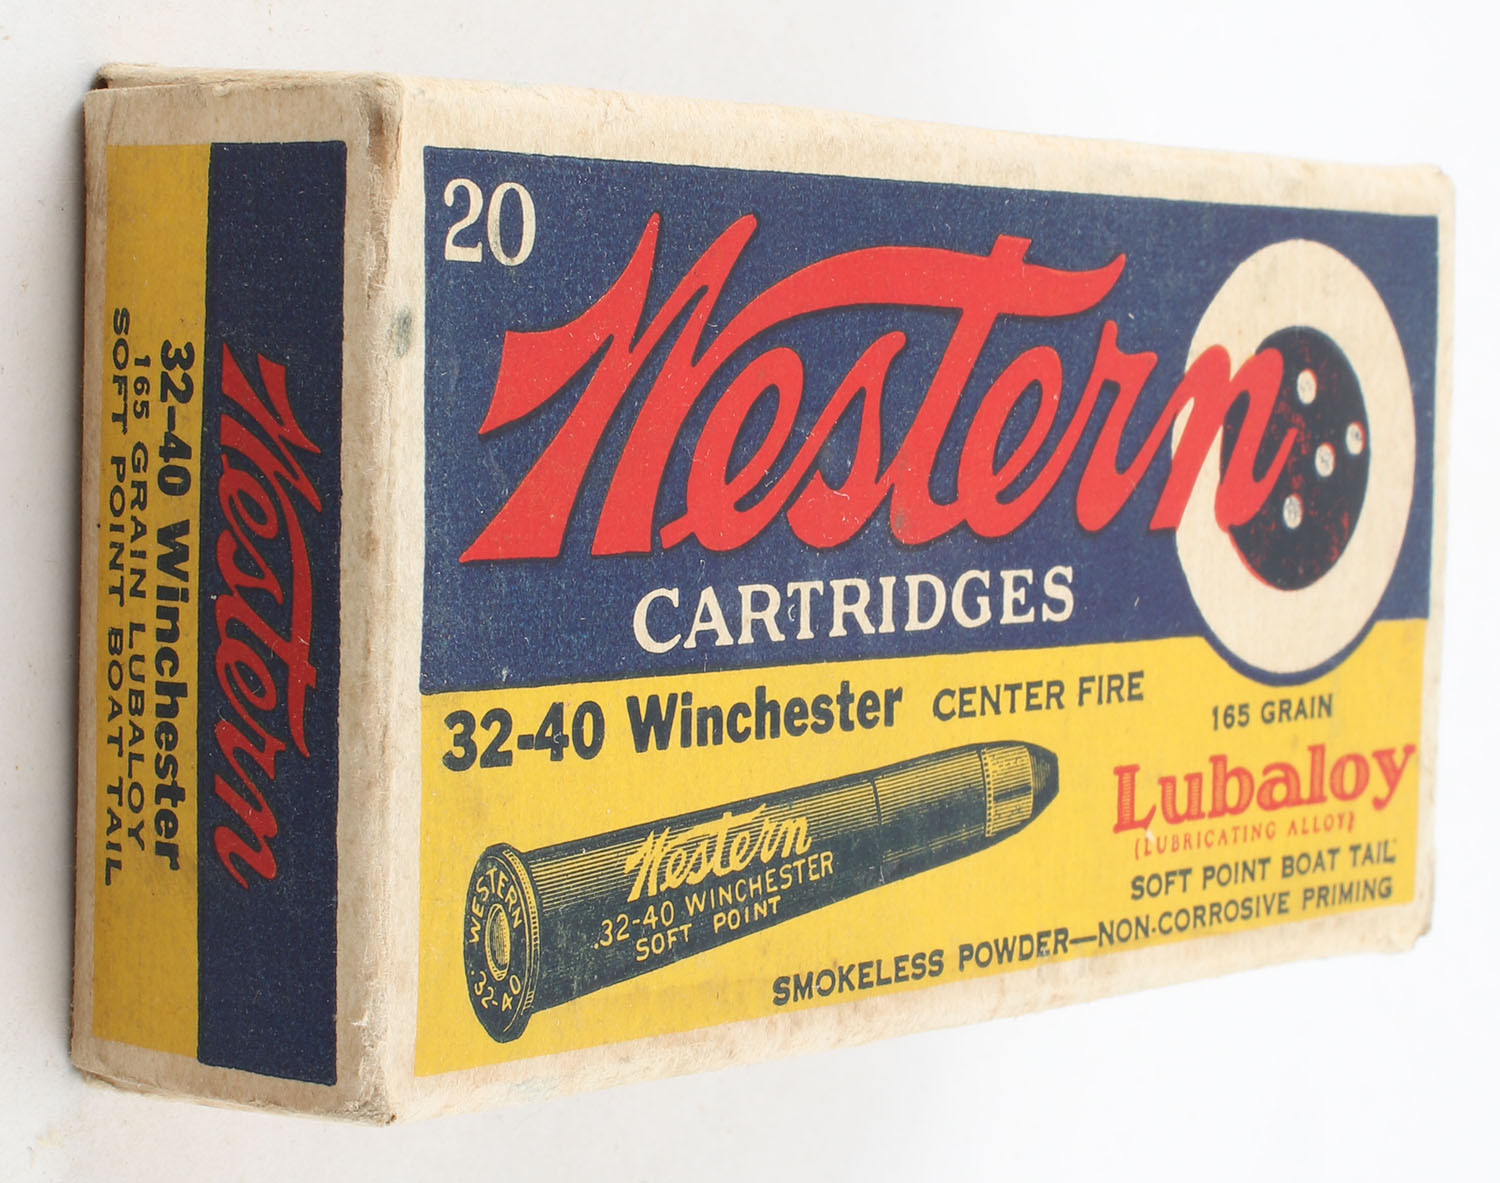 20
Western
CARTRIDGES
32-40 Winchester CENTER FIRE
165 GRAIN
Lubaloy
(LUBRICATING ALLOY)
SOFT POINT BOAT TAIL
SMOKELESS POWDER—NON-CORROSIVE PRIMING
Western
.32-40 WINCHESTER
SOFT POINT
WESTERN
.32-40
Western
32-40 Winchester
165 GRAIN LUBALOY
SOFT POINT BOAT TAIL